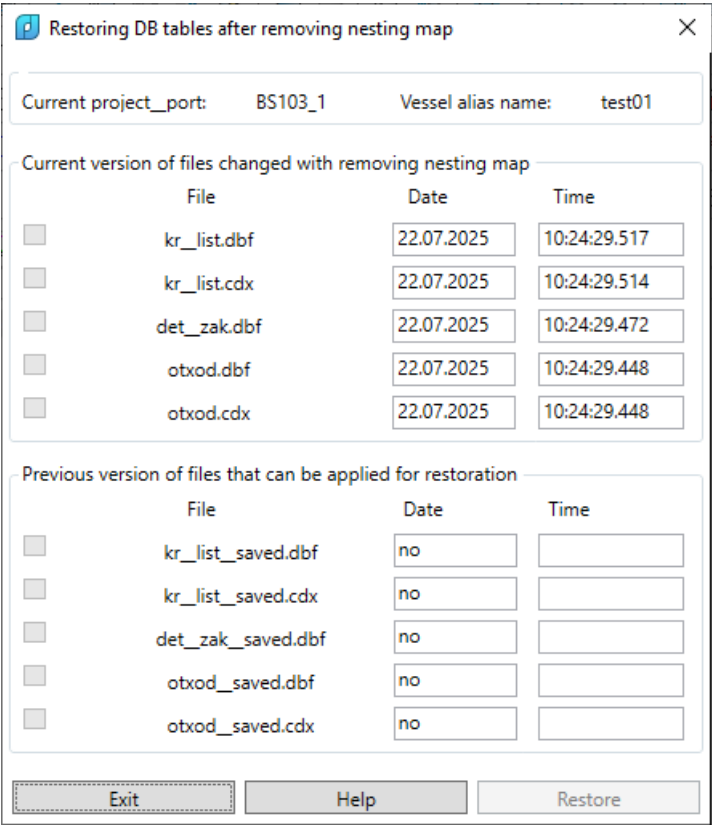 Restoring DB tables after removing nesting map
Current project__port: BS103_1 Vessel alias name: test01
Current version of files changed with removing nesting map
File Date Time
kr__list.dbf 22.07.2025 10:24:29.517
kr__list.cdx 22.07.2025 10:24:29.514
det__zak.dbf 22.07.2025 10:24:29.472
otxod.dbf 22.07.2025 10:24:29.448
otxod.cdx 22.07.2025 10:24:29.448
Previous version of files that can be applied for restoration
File Date Time
kr__list__saved.dbf no
kr__list__saved.cdx no
det__zak__saved.dbf no
otxod__saved.dbf no
otxod__saved.cdx no
Exit Help Restore